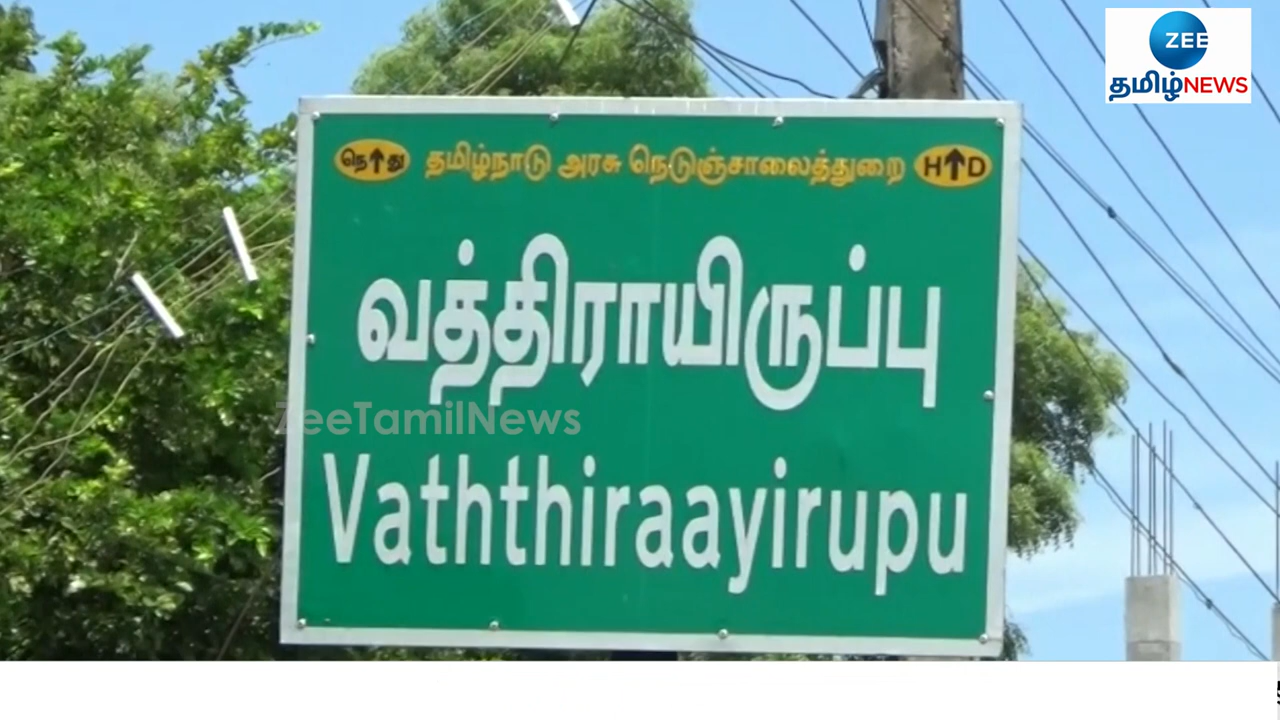 ZEE
தமிழ்NEWS
நெ↑து தமிழ்நாடு அரசு நெடுஞ்சாலைத்துறை H↑D
வத்திராயிருப்பு
ZeeTamilNews
Vaththiraayirupu